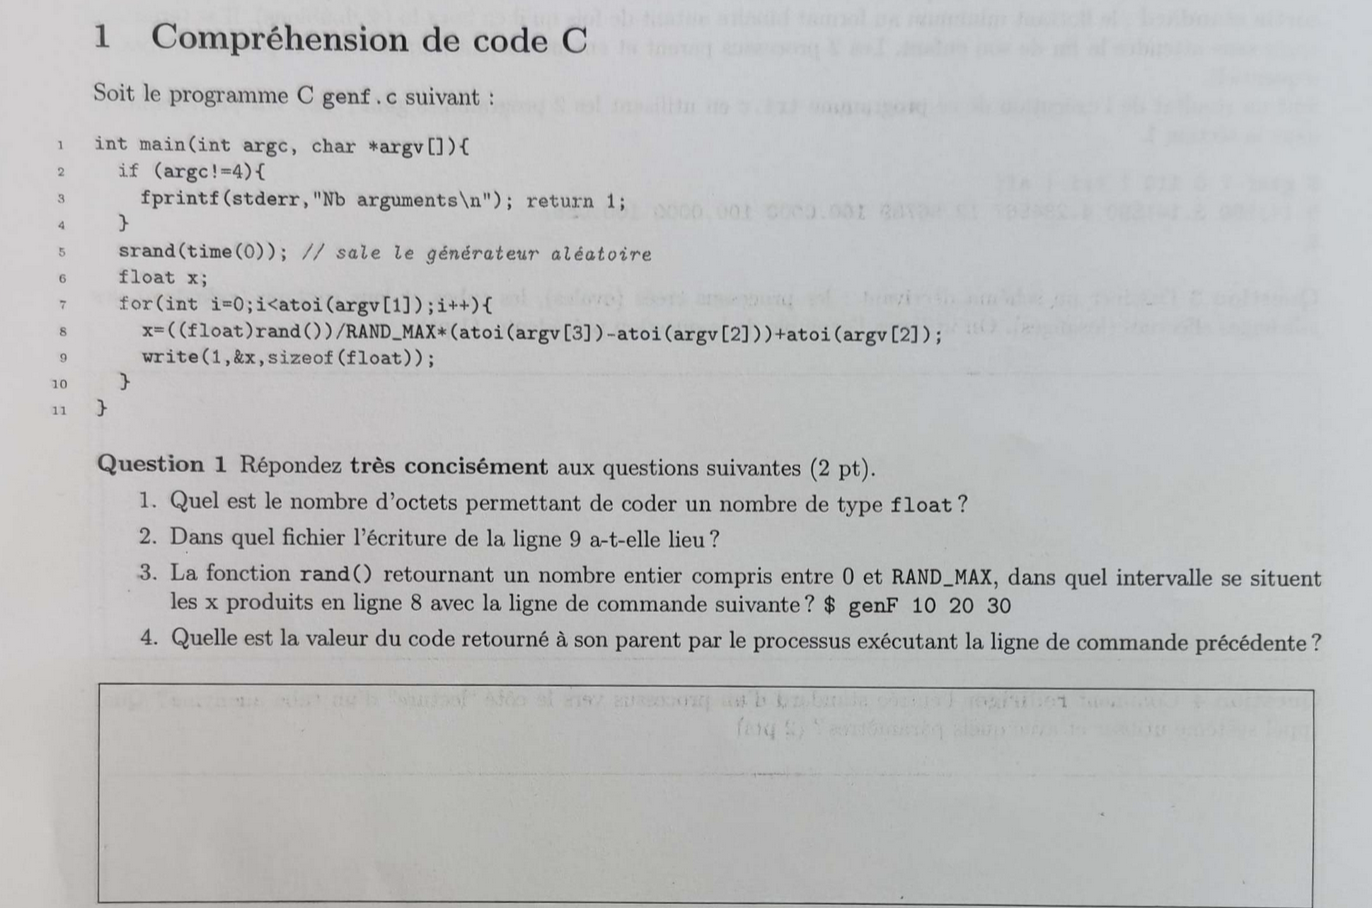 1 Compréhension de code C
Soit le programme C genf.c suivant :
1 int main(int argc, char *argv[]){
2 if (argc!=4){
3 fprintf(stderr,"Nb arguments\n"); return 1;
4 }
5 srand(time(0)); // sale le générateur aléatoire
6 float x;
7 for(int i=0;i<atoi(argv[1]);i++){
8 x=((float)rand())/RAND_MAX*(atoi(argv[3])-atoi(argv[2]))+atoi(argv[2]);
9 write(1,&x,sizeof(float));
10 }
11 }
Question 1 Répondez très concisément aux questions suivantes (2 pt).
1. Quel est le nombre d'octets permettant de coder un nombre de type float ?
2. Dans quel fichier l'écriture de la ligne 9 a-t-elle lieu ?
3. La fonction rand() retournant un nombre entier compris entre 0 et RAND_MAX, dans quel intervalle se situent
les x produits en ligne 8 avec la ligne de commande suivante ? $ genF 10 20 30
4. Quelle est la valeur du code retourné à son parent par le processus exécutant la ligne de commande précédente ?